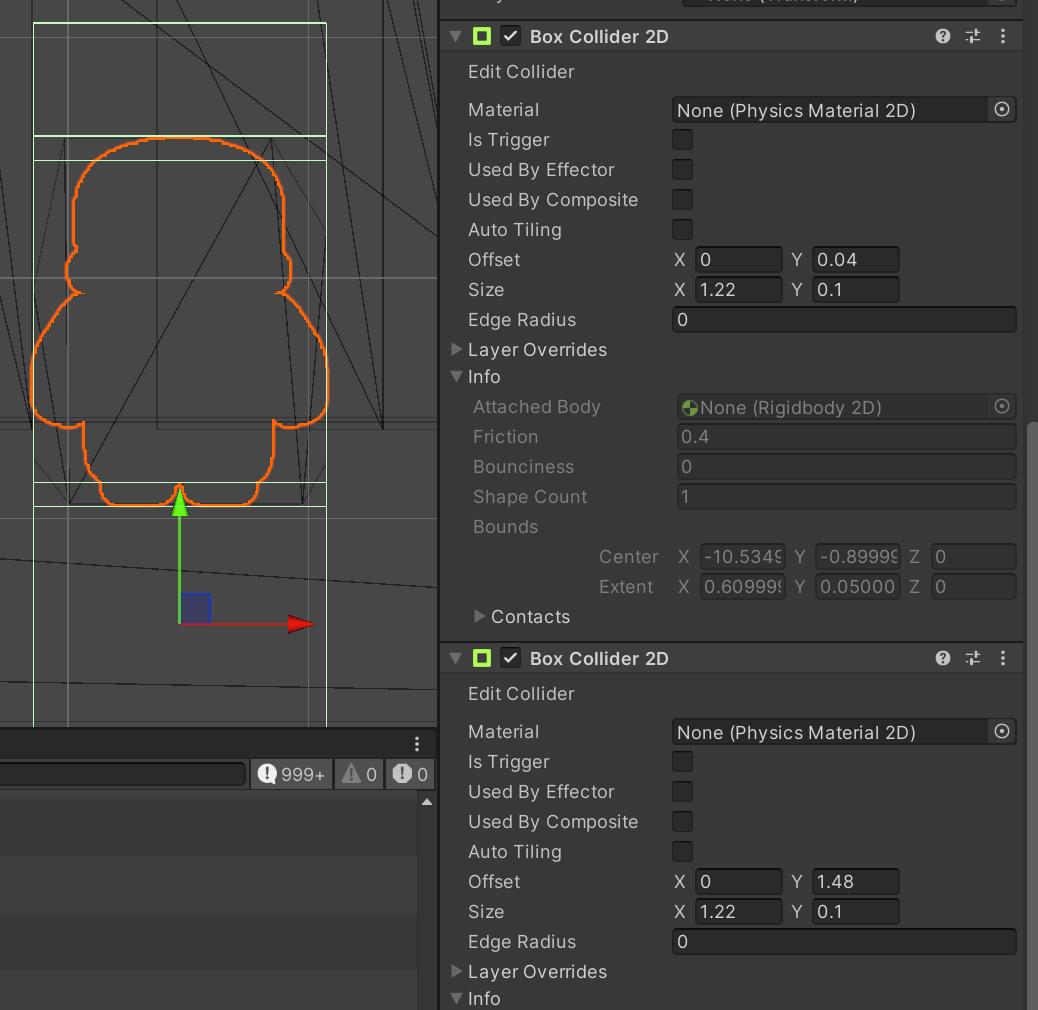 Box Collider 2D
Edit Collider
Material None (Physics Material 2D)
Is Trigger
Used By Effector
Used By Composite
Auto Tiling
Offset X 0 Y 0.04
Size X 1.22 Y 0.1
Edge Radius 0
Layer Overrides
Info
Attached Body None (Rigidbody 2D)
Friction 0.4
Bounciness 0
Shape Count 1
Bounds
Center X -10.5349 Y -0.89999 Z 0
Extent X 0.609999 Y 0.05000 Z 0
Contacts
Box Collider 2D
Edit Collider
Material None (Physics Material 2D)
999+ 0 0
Is Trigger
Used By Effector
Used By Composite
Auto Tiling
Offset X 0 Y 1.48
Size X 1.22 Y 0.1
Edge Radius 0
Layer Overrides
Info